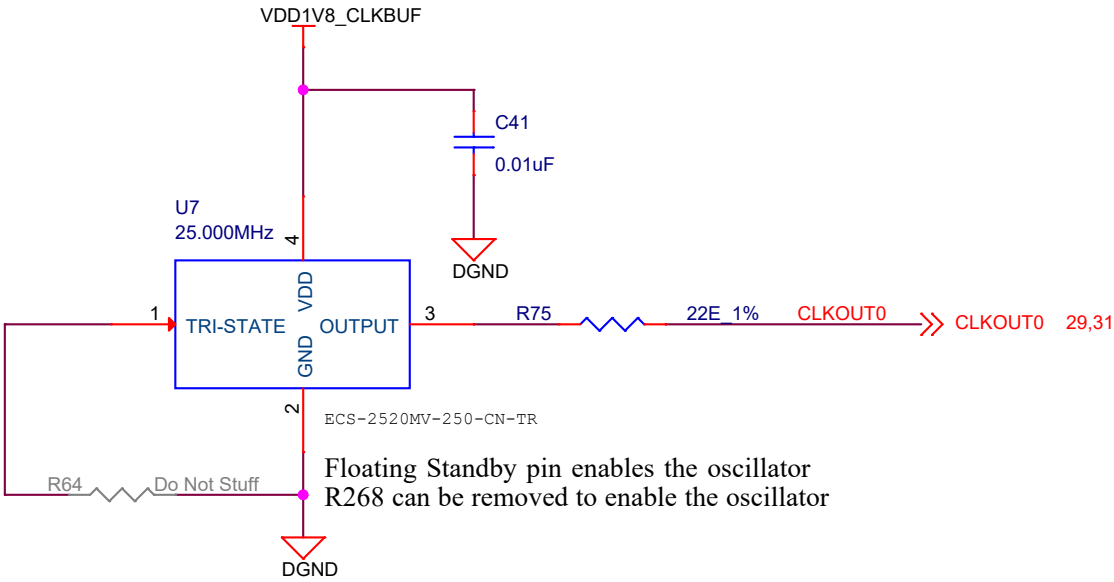 VDD1V8_CLKBUF
C41
0.01uF
U7
25.000MHz
4
DGND
VDD
1
TRI-STATE
OUTPUT
3
R75
22E_1%
CLKOUT0
CLKOUT0 29,31
GND
2
ECS-2520MV-250-CN-TR
Floating Standby pin enables the oscillator
R268 can be removed to enable the oscillator
R64
Do Not Stuff
DGND